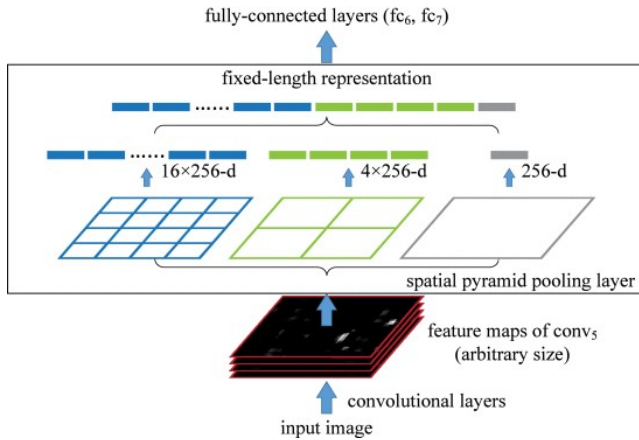 fully-connected layers (fc₆, fc₇)
fixed-length representation
......
......
16×256-d
4×256-d
256-d
spatial pyramid pooling layer
feature maps of conv₅
(arbitrary size)
convolutional layers
input image